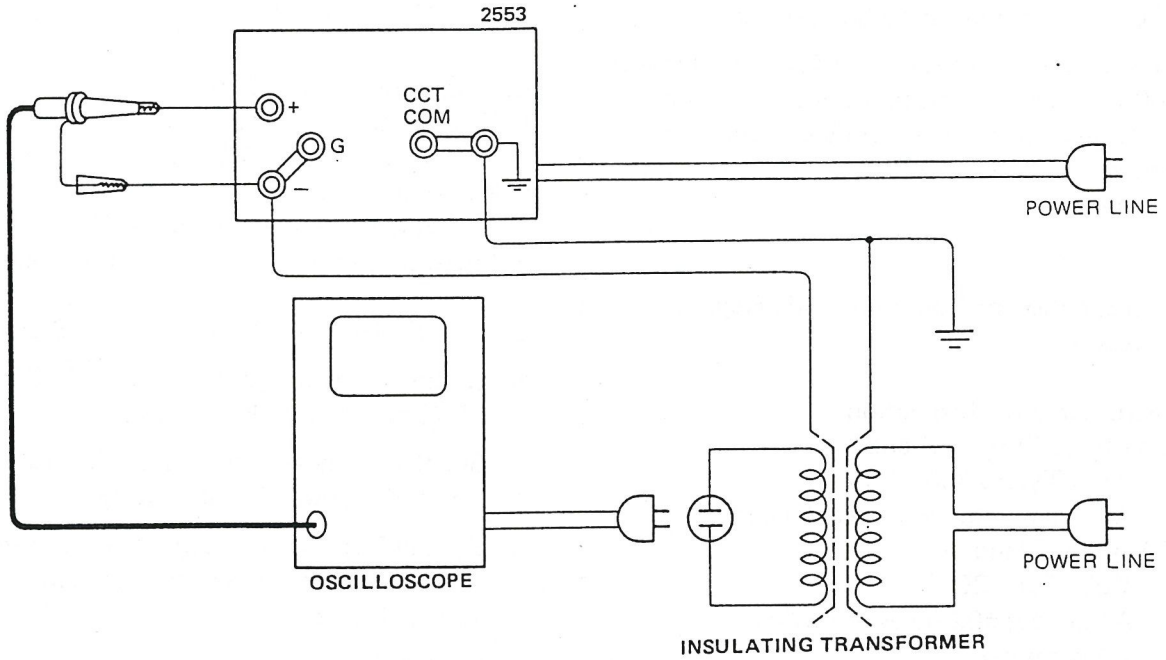 2553
+
CCT
COM
G
−
POWER LINE
OSCILLOSCOPE
POWER LINE
INSULATING TRANSFORMER